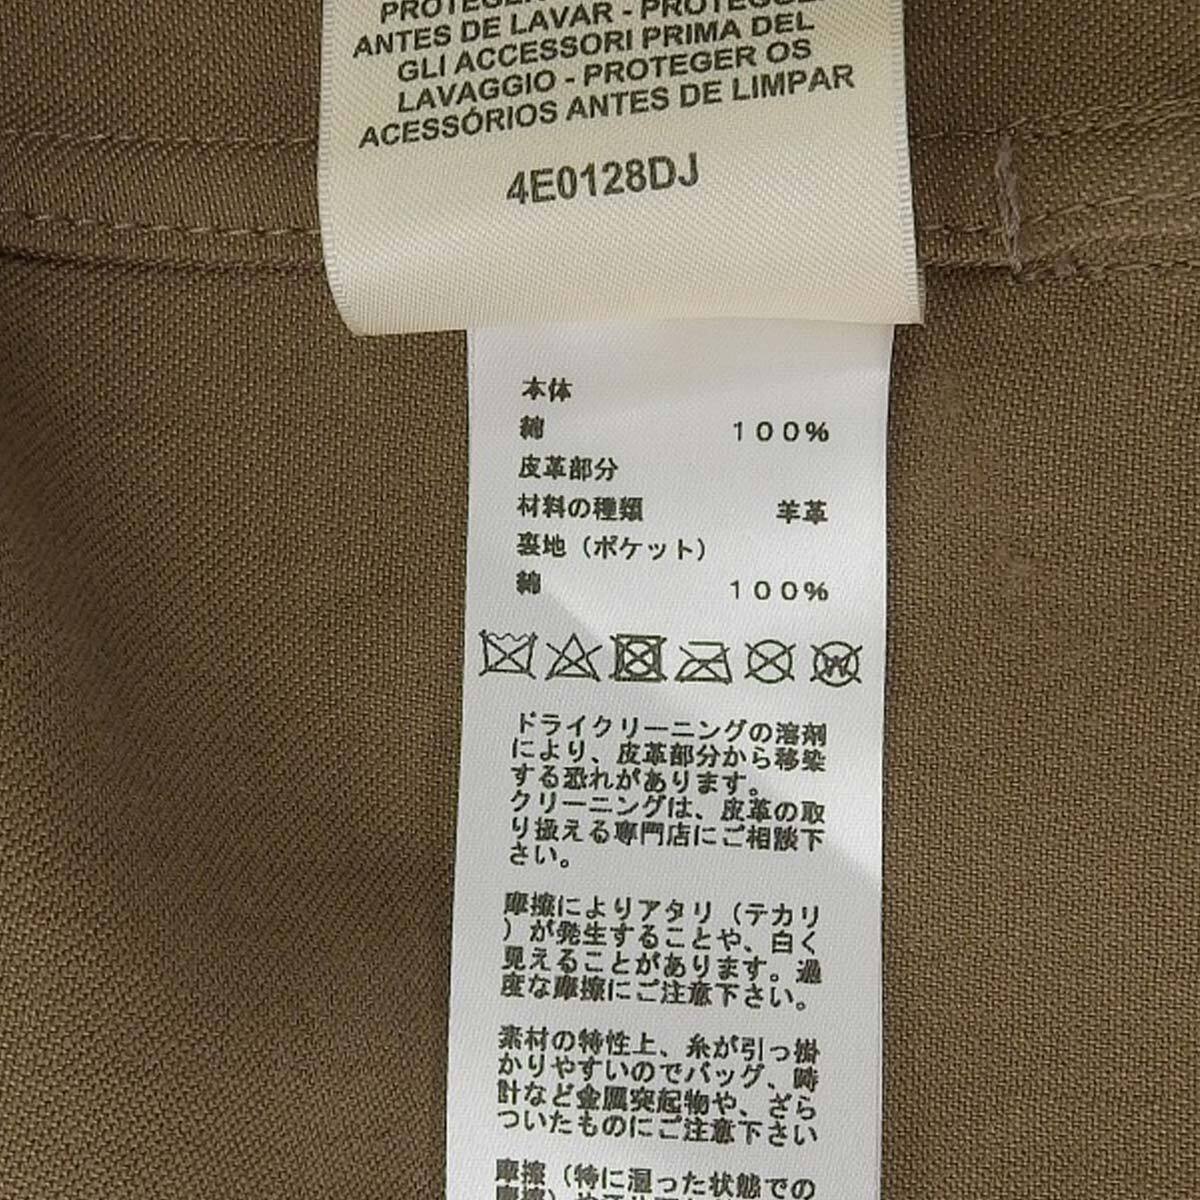 ANTES DE LAVAR - PROTEGGE
GLI ACCESSORI PRIMA DEL
LAVAGGIO - PROTEGER OS
ACESSÓRIOS ANTES DE LIMPAR
4E0128DJ
本体
綿 100%
皮革部分
材料の種類 羊革
裏地（ポケット）
綿 100%
ドライクリーニングの溶剤
により、皮革部分から移染
する恐れがあります。
クリーニングは、皮革の取
り扱える専門店にご相談下
さい。
摩擦によりアタリ（テカリ
）が発生することや、白く
見えることがあります。過
度な摩擦にご注意下さい。
素材の特性上、糸が引っ掛
かりやすいのでバッグ、時
計など金属突起物や、ざら
ついたものにご注意下さい
摩擦（特に湿った状態での